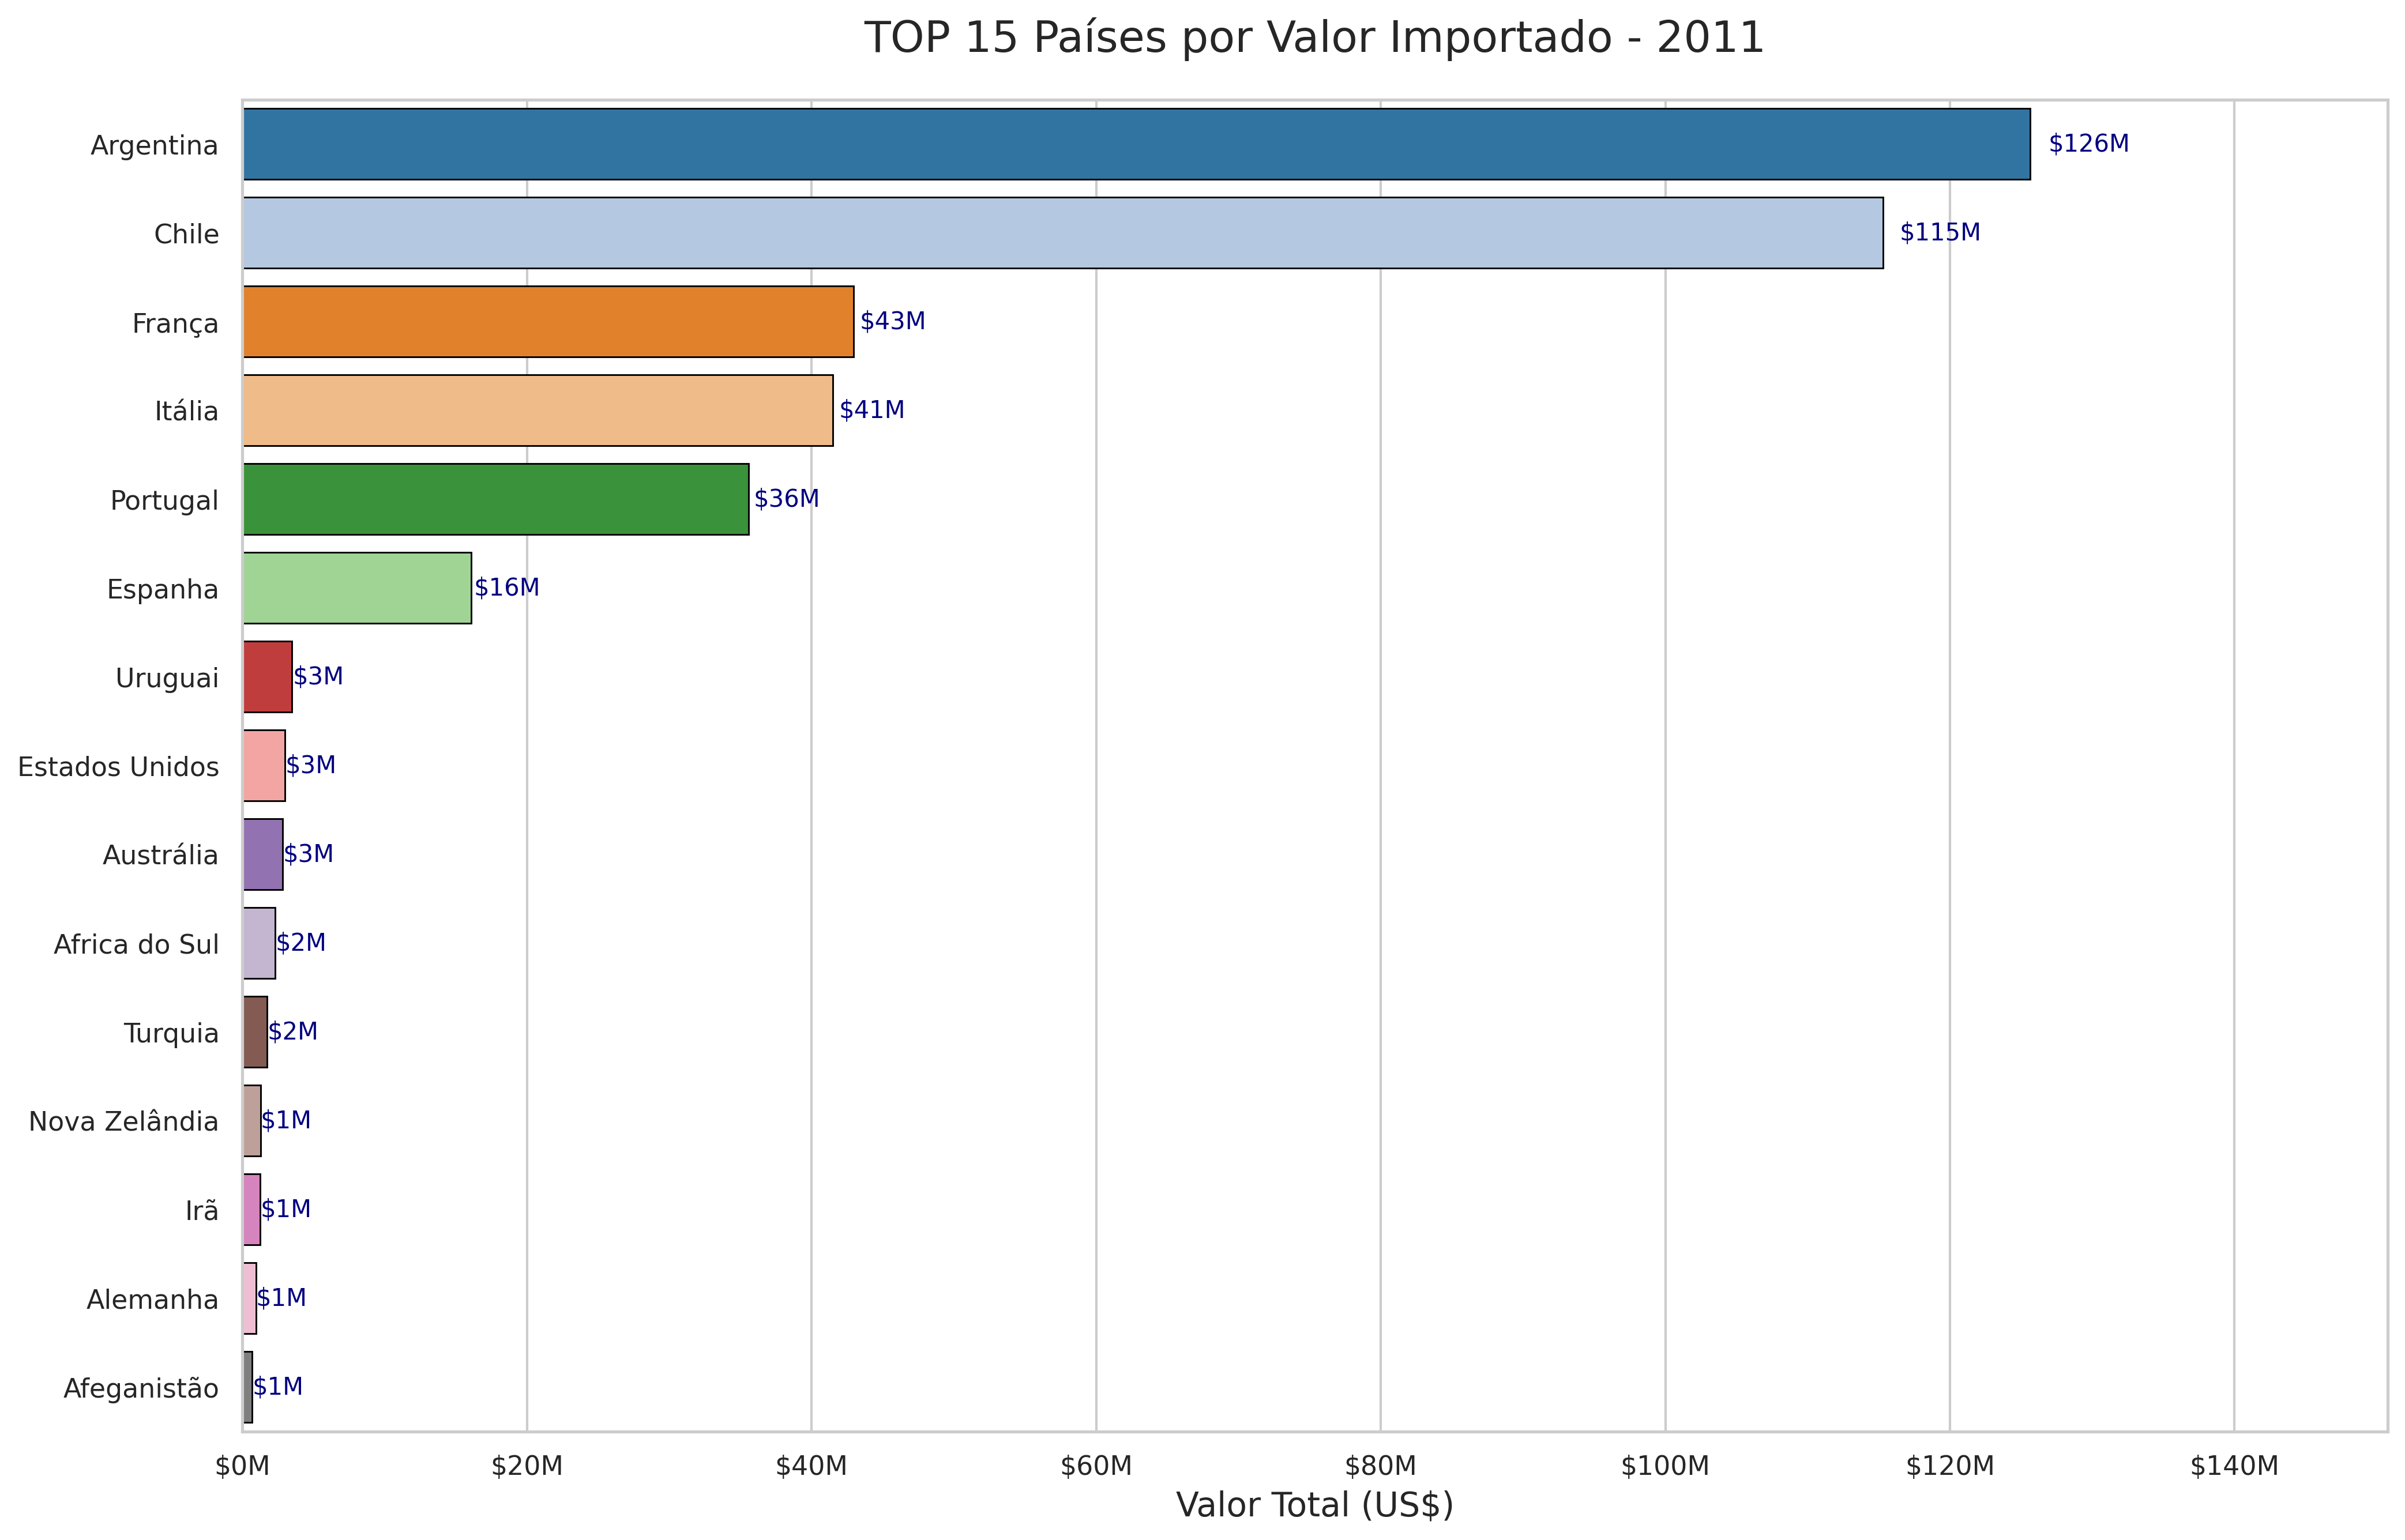 TOP 15 Países por Valor Importado - 2011
Argentina $126M
Chile $115M
França $43M
Itália $41M
Portugal $36M
Espanha $16M
Uruguai $3M
Estados Unidos $3M
Austrália $3M
Africa do Sul $2M
Turquia $2M
Nova Zelândia $1M
Irã $1M
Alemanha $1M
Afeganistão $1M
$0M $20M $40M $60M $80M $100M $120M $140M
Valor Total (US$)